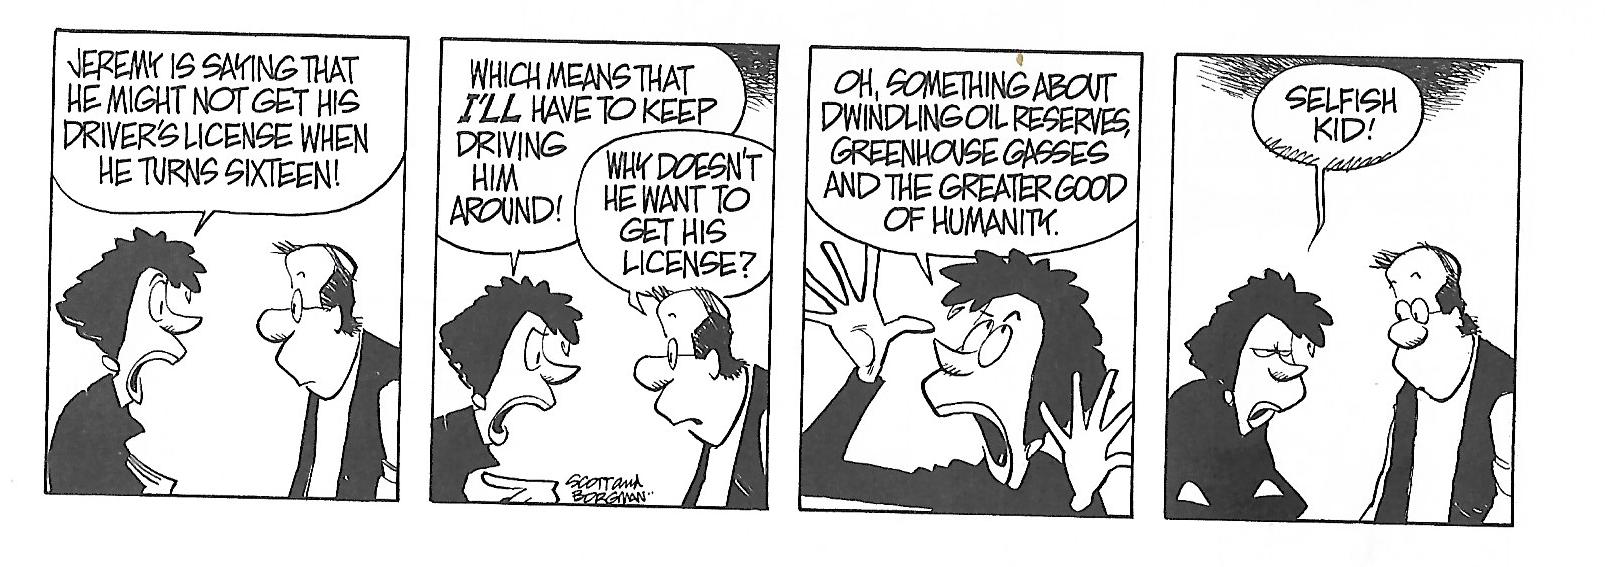 JEREMY IS SAYING THAT
HE MIGHT NOT GET HIS
DRIVER'S LICENSE WHEN
HE TURNS SIXTEEN!
WHICH MEANS THAT
I'LL HAVE TO KEEP
DRIVING
HIM
AROUND!
WHY DOESN'T
HE WANT TO
GET HIS
LICENSE?
SCOTT and
BORGMAN
OH, SOMETHING ABOUT
DWINDLING OIL RESERVES,
GREENHOUSE GASSES
AND THE GREATER GOOD
OF HUMANITY.
SELFISH
KID!